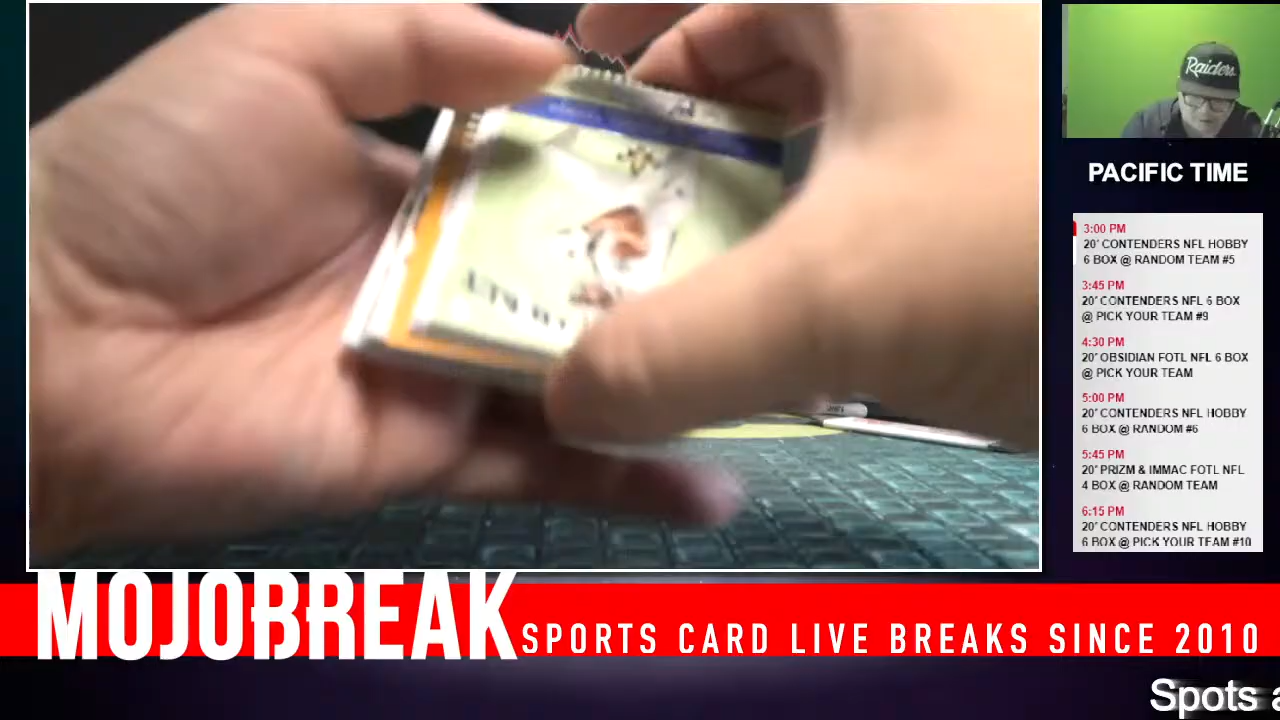 Raiders
PACIFIC TIME
3:00 PM
20' CONTENDERS NFL HOBBY
6 BOX @ RANDOM TEAM #5
3:45 PM
20' CONTENDERS NFL 6 BOX
@ PICK YOUR TEAM #9
4:30 PM
20' OBSIDIAN FOTL NFL 6 BOX
@ PICK YOUR TEAM
5:00 PM
20' CONTENDERS NFL HOBBY
6 BOX @ RANDOM #6
5:45 PM
20' PRIZM & IMMAC FOTL NFL
4 BOX @ RANDOM TEAM
6:15 PM
20' CONTENDERS NFL HOBBY
6 BOX @ PICK YOUR TEAM #10
MOJOBREAK
SPORTS CARD LIVE BREAKS SINCE 2010
Spots